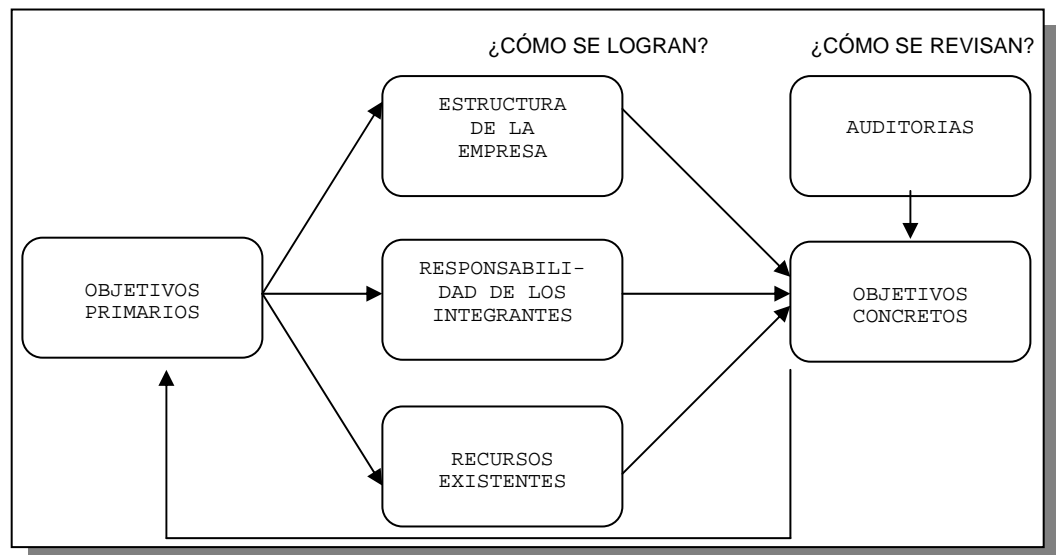 ¿CÓMO SE LOGRAN?
¿CÓMO SE REVISAN?
ESTRUCTURA
DE LA
EMPRESA
AUDITORIAS
OBJETIVOS
PRIMARIOS
RESPONSABILI-
DAD DE LOS
INTEGRANTES
OBJETIVOS
CONCRETOS
RECURSOS
EXISTENTES